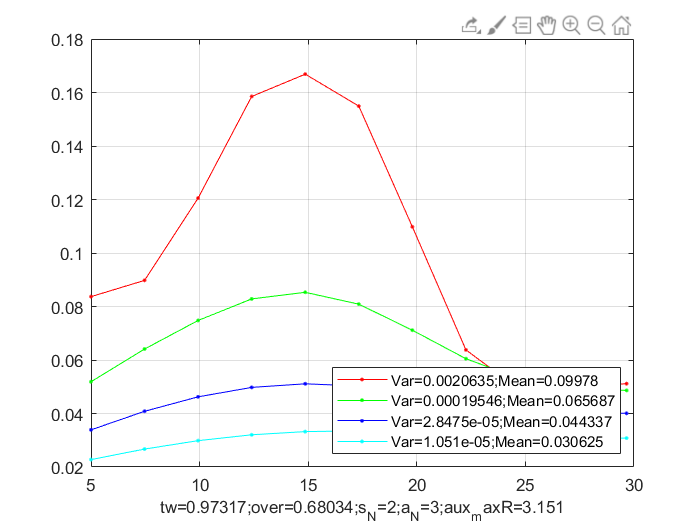 0.18
0.16
0.14
0.12
0.1
0.08
0.06
0.04
0.02
Var=0.0020635;Mean=0.09978
Var=0.00019546;Mean=0.065687
Var=2.8475e-05;Mean=0.044337
Var=1.051e-05;Mean=0.030625
5 10 15 20 25 30
tw=0.97317;over=0.68034;s_N=2;a_N=3;aux_maxR=3.151